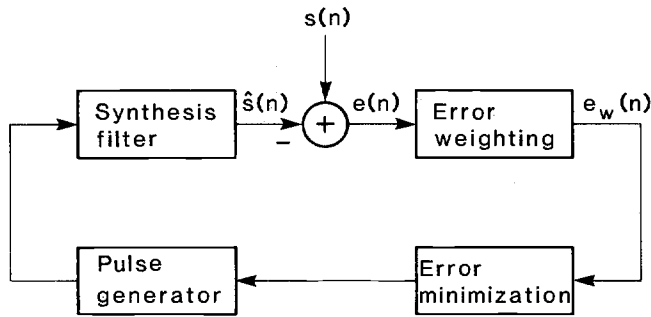 s(n)
Synthesis
filter
ŝ(n)
−
+
e(n)
Error
weighting
e_w(n)
Pulse
generator
Error
minimization